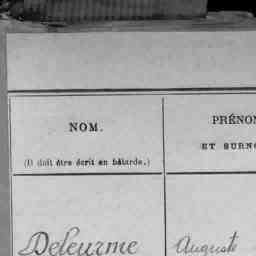 NOM.
PRÉNOM
ET SURNO
(Il doit être écrit en bâtarde.)
Deleurme Auguste